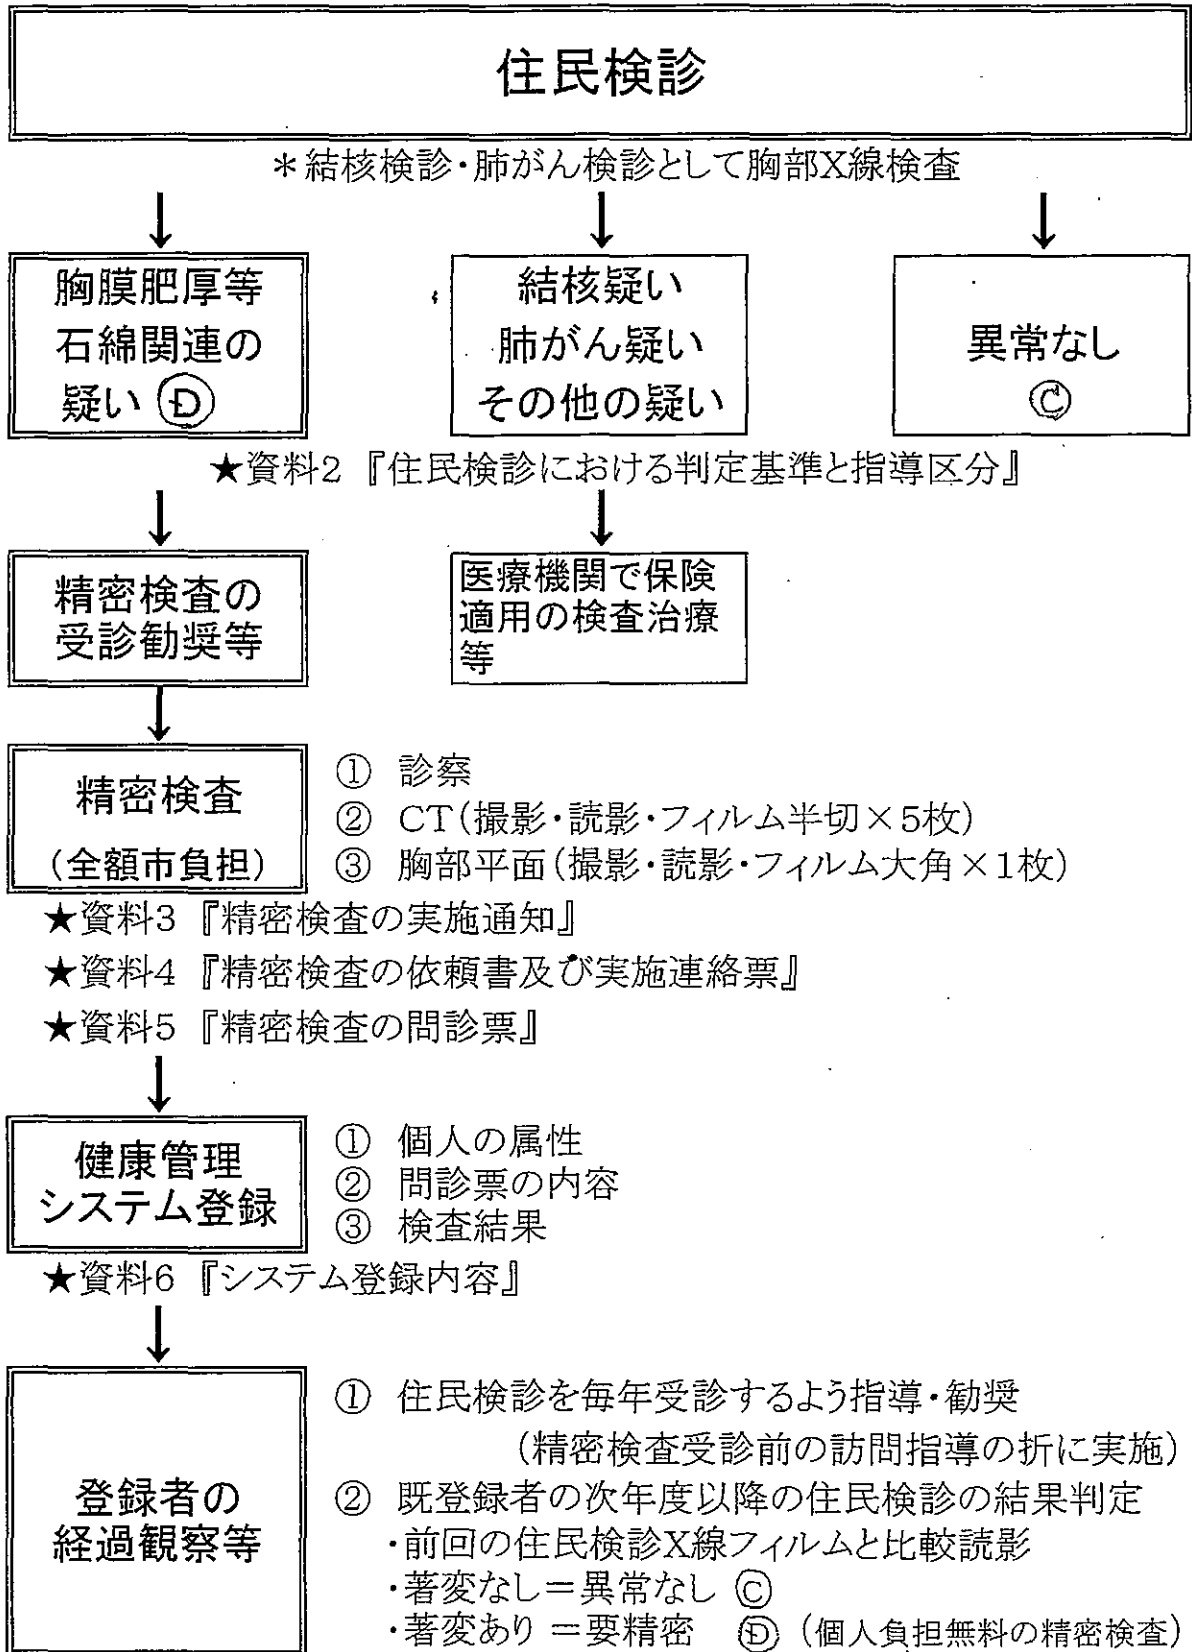 住民検診
＊結核検診・肺がん検診として胸部X線検査
胸膜肥厚等
石綿関連の
疑い Ⓓ
結核疑い
肺がん疑い
その他の疑い
異常なし
Ⓒ
★資料2『住民検診における判定基準と指導区分』
精密検査の
受診勧奨等
医療機関で保険
適用の検査治療
等
精密検査
(全額市負担)
① 診察
② CT(撮影・読影・フィルム半切×5枚)
③ 胸部平面(撮影・読影・フィルム大角×1枚)
★資料3『精密検査の実施通知』
★資料4『精密検査の依頼書及び実施連絡票』
★資料5『精密検査の問診票』
健康管理
システム登録
① 個人の属性
② 問診票の内容
③ 検査結果
★資料6『システム登録内容』
登録者の
経過観察等
① 住民検診を毎年受診するよう指導・勧奨
(精密検査受診前の訪問指導の折に実施)
② 既登録者の次年度以降の住民検診の結果判定
・前回の住民検診X線フィルムと比較読影
・著変なし＝異常なし Ⓒ
・著変あり ＝要精密 Ⓓ (個人負担無料の精密検査)